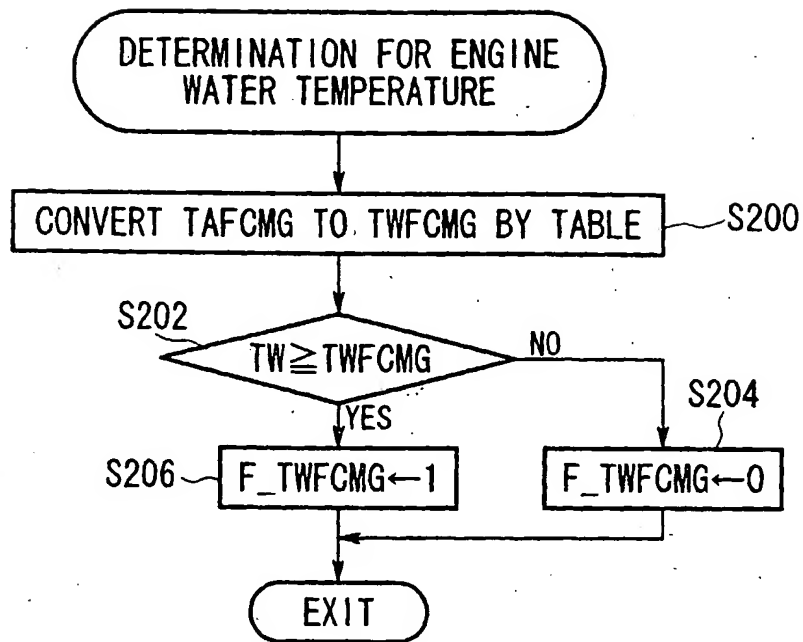 DETERMINATION FOR ENGINE
WATER TEMPERATURE
CONVERT TAFCMG TO TWFCMG BY TABLE
S200
S202
TW≧TWFCMG
NO
YES
S204
S206
F_TWFCMG←1
F_TWFCMG←0
EXIT